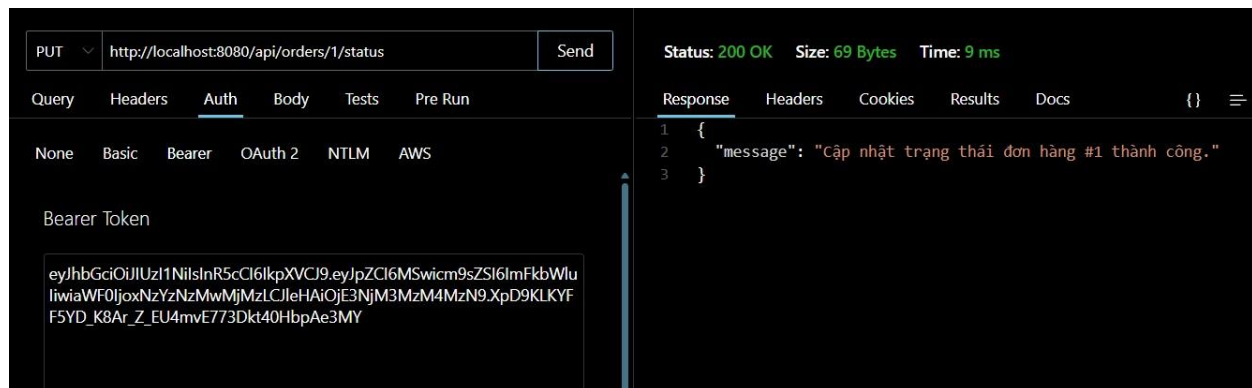 PUT http://localhost:8080/api/orders/1/status Send
Query Headers Auth Body Tests Pre Run
None Basic Bearer OAuth 2 NTLM AWS
Bearer Token
eyJhbGciOiJIUzI1NiIsInR5cCI6IkpXVCJ9.eyJpZCI6MSwicm9sZSI6ImFkbWlu
IiwiaWF0IjoxNzYzNzMwMjMzLCJleHAiOjE3NjM3MzM4MzN9.XpD9KLKYF
F5YD_K8Ar_Z_EU4mvE773Dkt40HbpAe3MY
Status: 200 OK Size: 69 Bytes Time: 9 ms
Response Headers Cookies Results Docs {}
1 {
2 "message": "Cập nhật trạng thái đơn hàng #1 thành công."
3 }